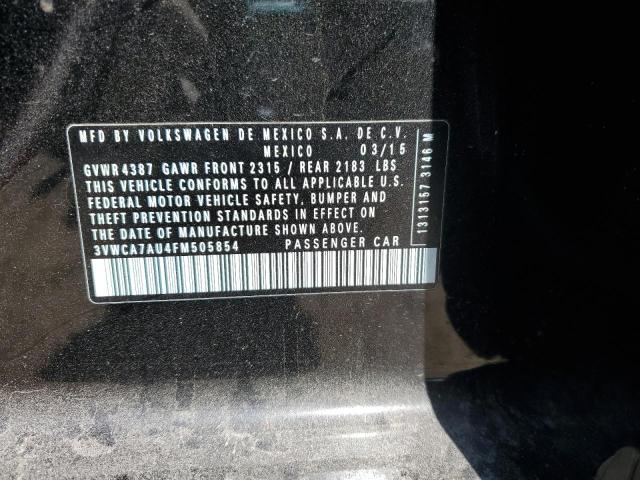 MFD BY VOLKSWAGEN DE MEXICO S.A. DE C.V.
MEXICO 03/15
GVWR 4387 GAWR FRONT 2315 / REAR 2183 LBS
THIS VEHICLE CONFORMS TO ALL APPLICABLE U.S.
FEDERAL MOTOR VEHICLE SAFETY, BUMPER AND
THEFT PREVENTION STANDARDS IN EFFECT ON
THE DATE OF MANUFACTURE SHOWN ABOVE.
3VWCA7AU4FM505854 PASSENGER CAR
1313157 3146 M